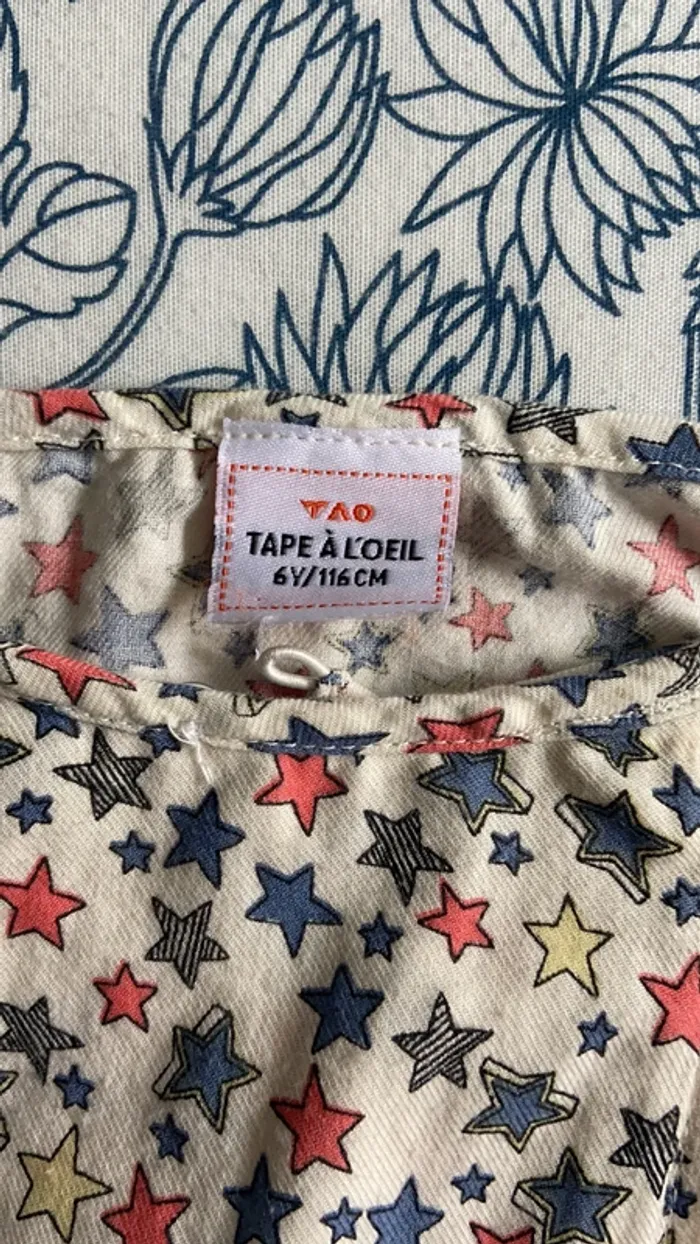 TAO
TAPE À L'OEIL
6Y/116CM